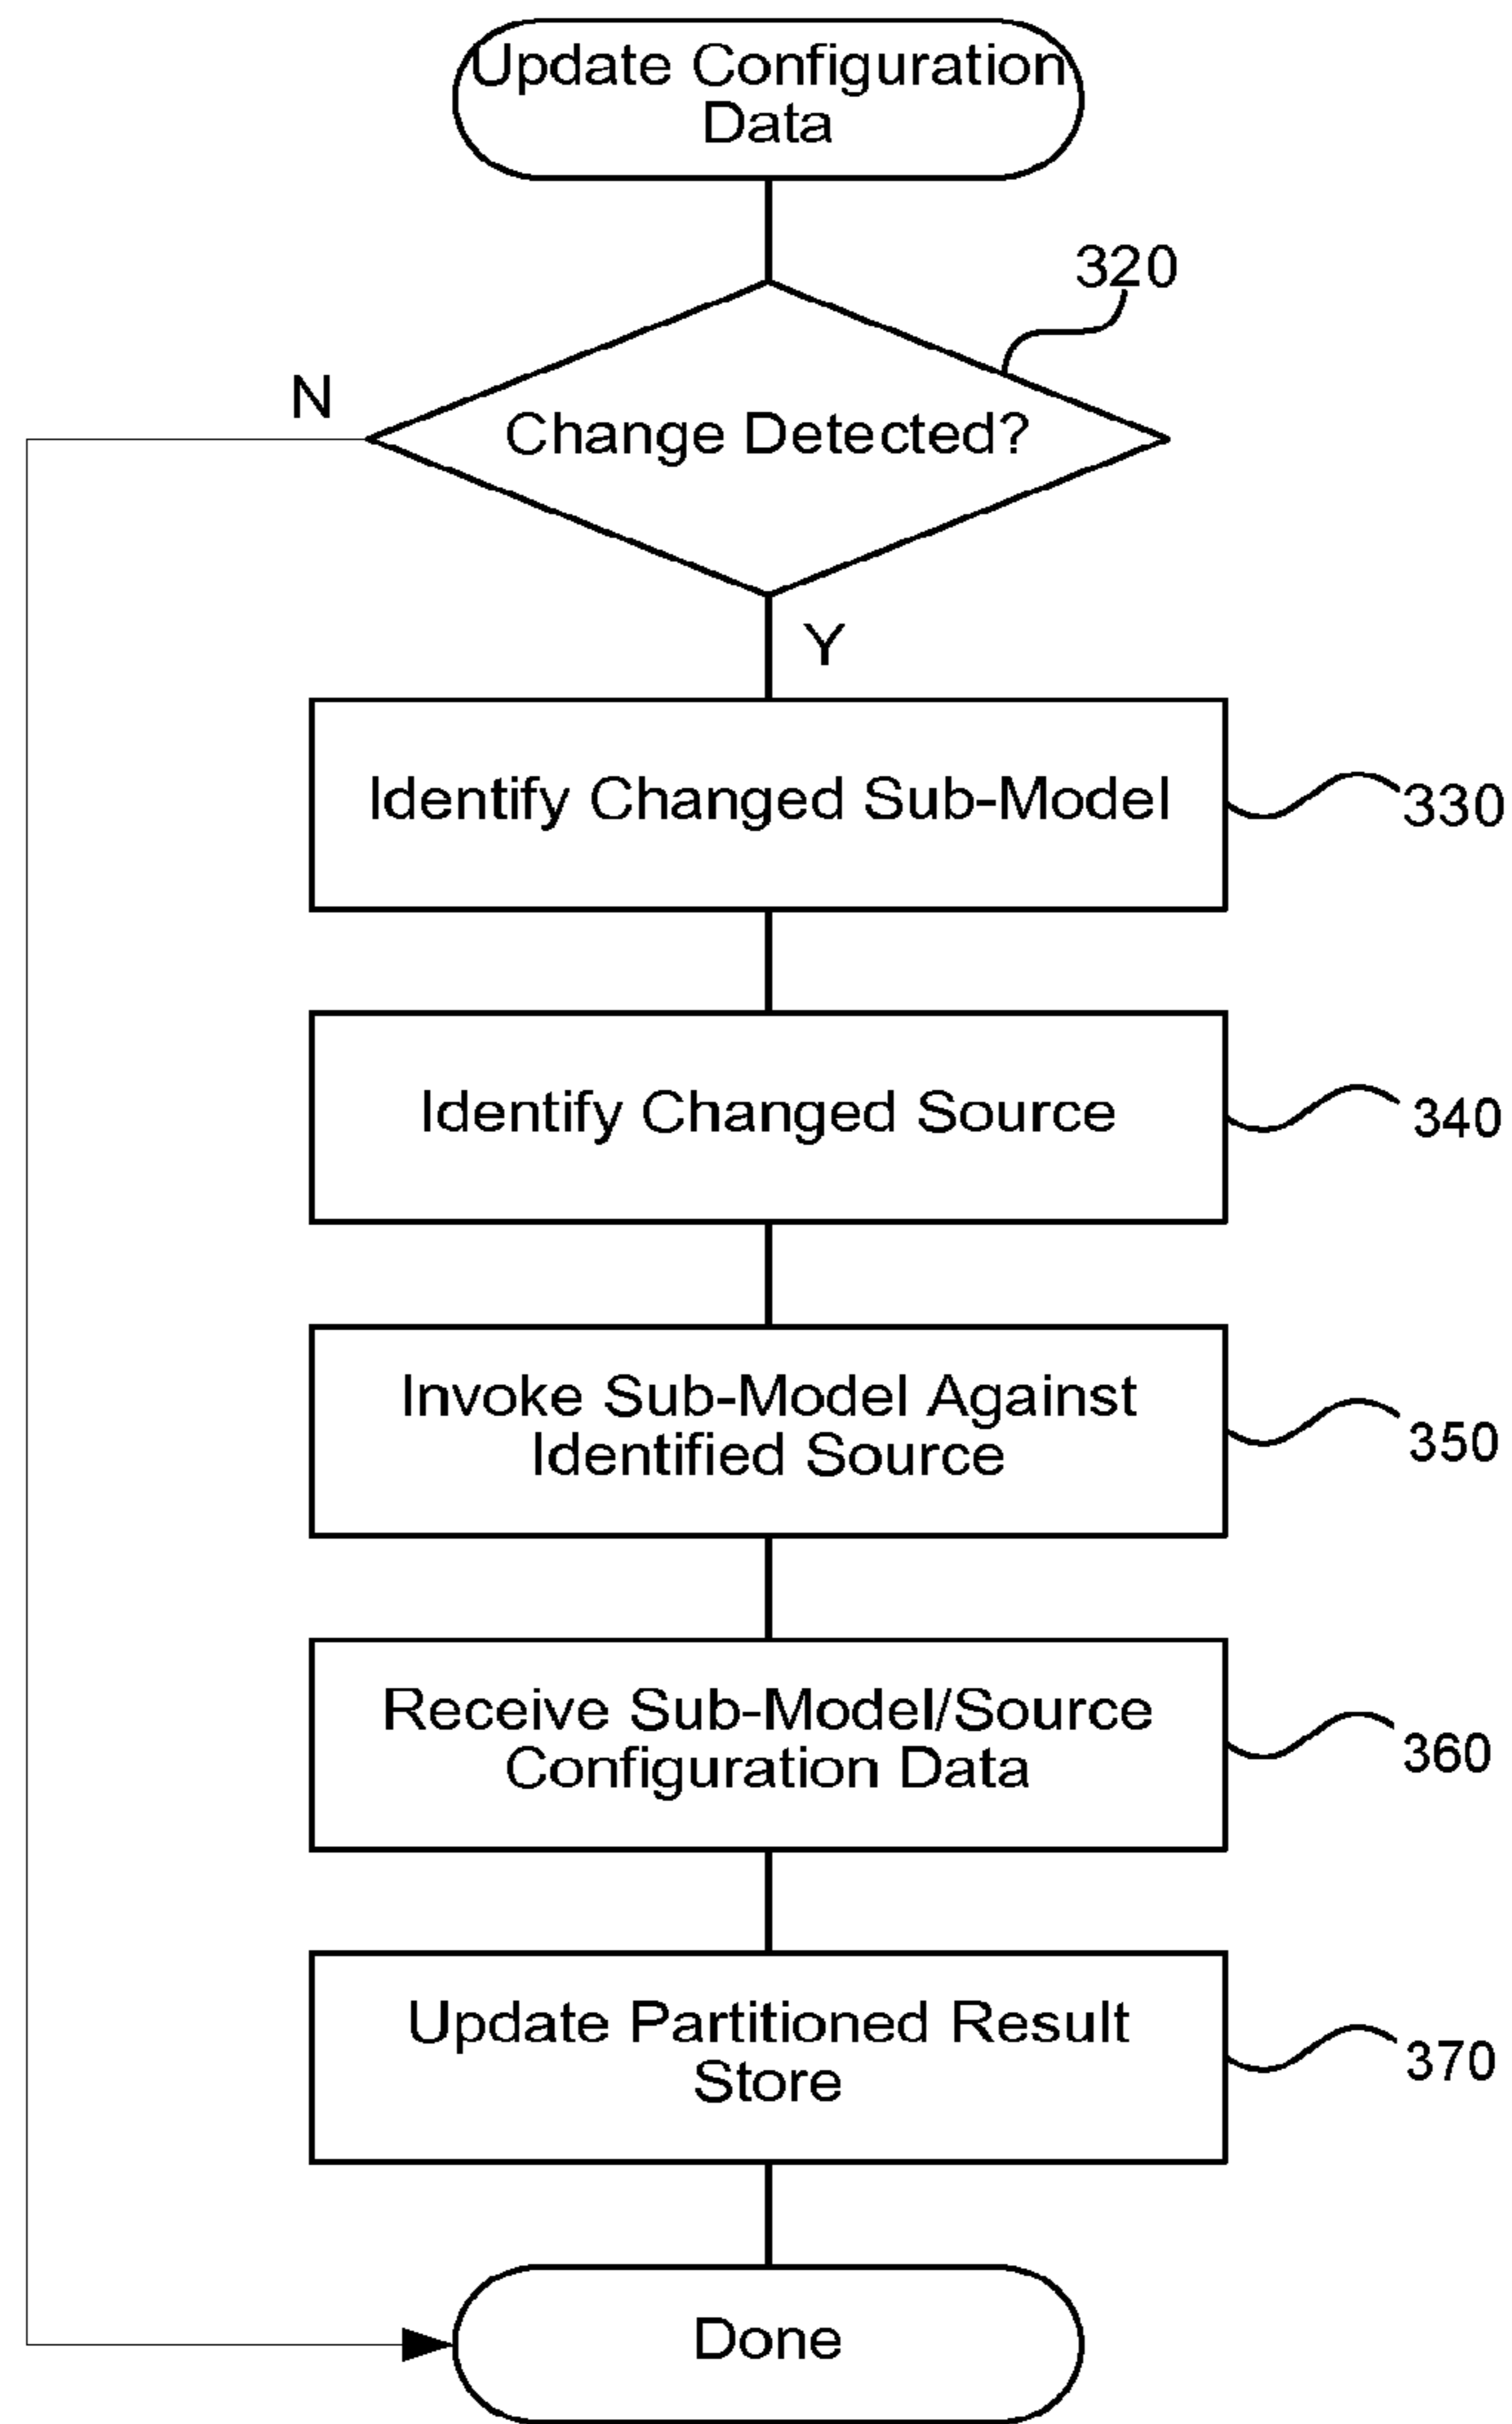 Update Configuration
Data
320
N
Change Detected?
Y
Identify Changed Sub-Model
330
Identify Changed Source
340
Invoke Sub-Model Against
Identified Source
350
Receive Sub-Model/Source
Configuration Data
360
Update Partitioned Result
Store
370
Done